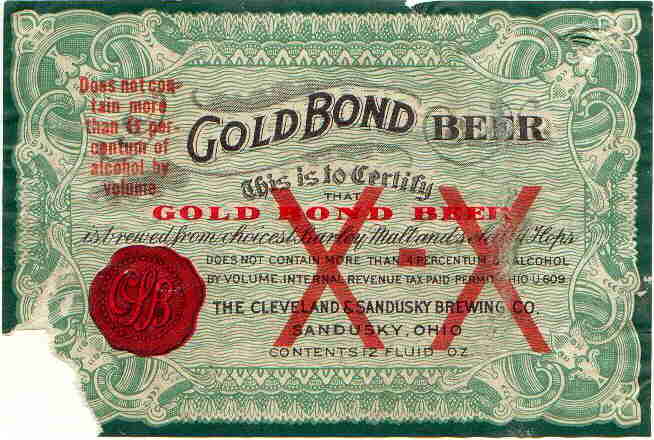 Does not con-
tain more
than per-
centum of
alcohol by
volume
GOLD BOND BEER
This is to Certify
THAT
GOLD BOND BEER
is brewed from choicest Barley Malt and selected Hops
DOES NOT CONTAIN MORE THAN 4 PERCENTUM ALCOHOL
BY VOLUME. INTERNAL REVENUE TAX PAID PERMIT OHIO-U-609
THE CLEVELAND & SANDUSKY BREWING CO.
SANDUSKY, OHIO
CONTENTS 12 FLUID OZ.
X-X